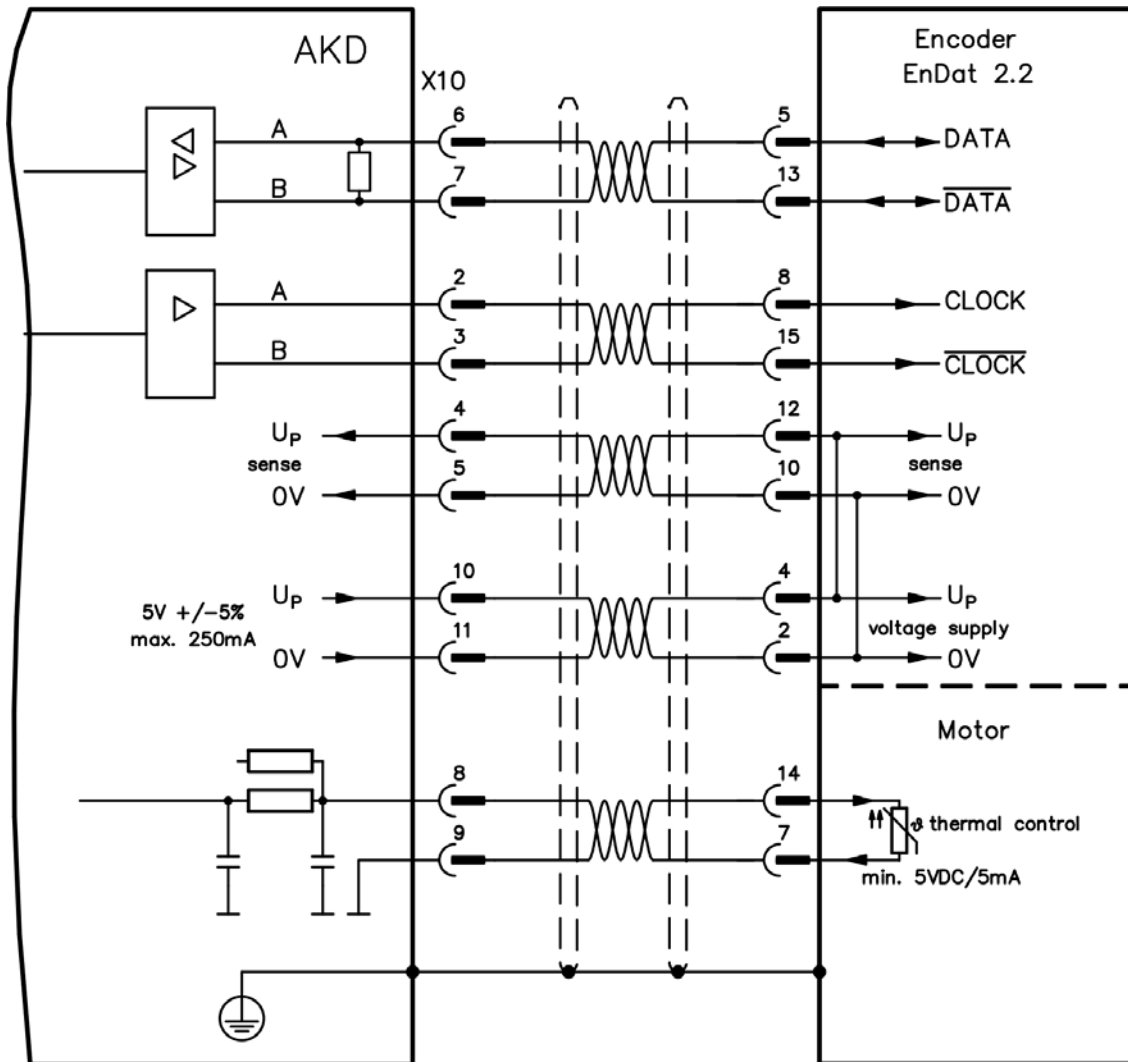 AKD
X10
Encoder
EnDat 2.2
A
6
5
DATA
B
7
13
DATA
A
2
8
CLOCK
B
3
15
CLOCK
UP
4
12
UP
sense
sense
0V
5
10
0V
5V +/-5%
max. 250mA
UP
10
4
UP
voltage supply
0V
11
2
0V
Motor
8
14
ϑ thermal control
9
7
min. 5VDC/5mA